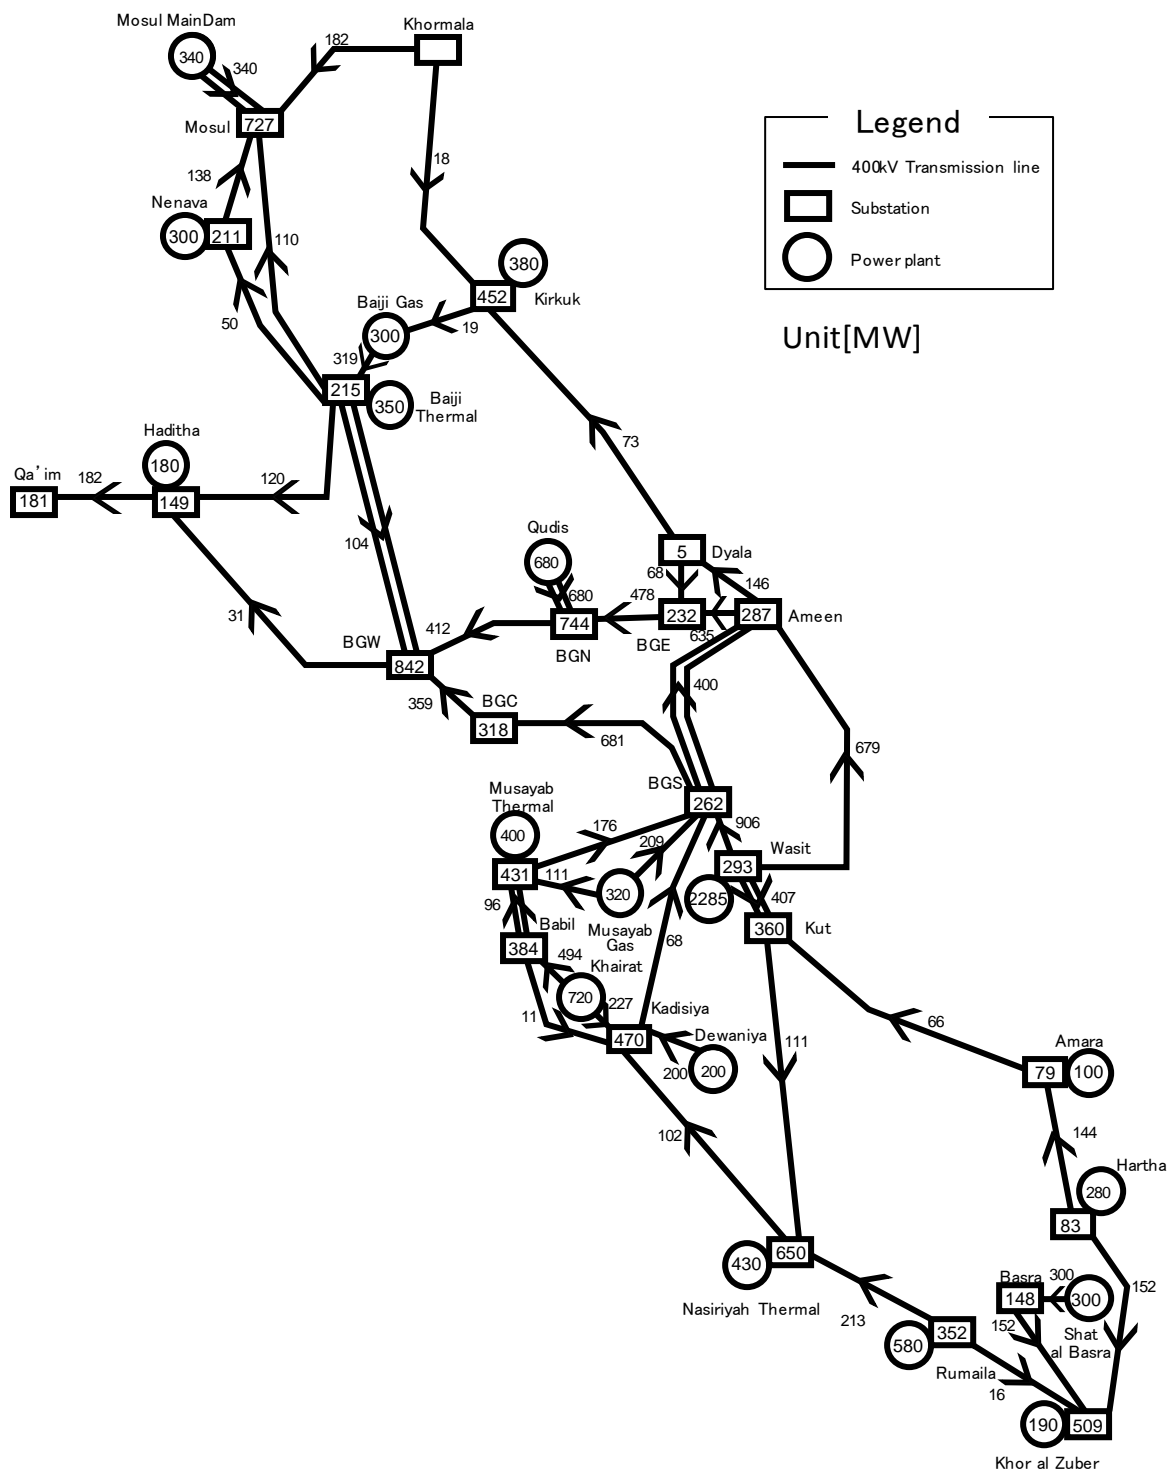 Mosul MainDam
340
340
182
Khormala
Mosul
727
138
18
Nenava
300
211
110
50
Legend
400kV Transmission line
Substation
Power plant
Unit[MW]
380
452
Kirkuk
Baiji Gas
300
19
319
215
350
Baiji
Thermal
73
Haditha
180
Qa’im
182
181
149
120
104
31
Qudis
680
680
744
BGN
478
68
5
Dyala
146
232
635
BGE
287
Ameen
BGW
412
842
359
BGC
318
681
400
679
BGS
262
906
Wasit
293
2285
407
360
Kut
Musayab
Thermal
400
176
209
431
111
320
96
Musayab
Gas
68
Babil
384
494
Khairat
720
227
11
Kadisiya
470
Dewaniya
200
200
111
66
Amara
79
100
102
144
Hartha
280
83
650
430
Nasiriyah Thermal
Basra
300
148
300
152
152
Shat
al Basra
213
352
580
Rumaila
16
190
509
Khor al Zuber